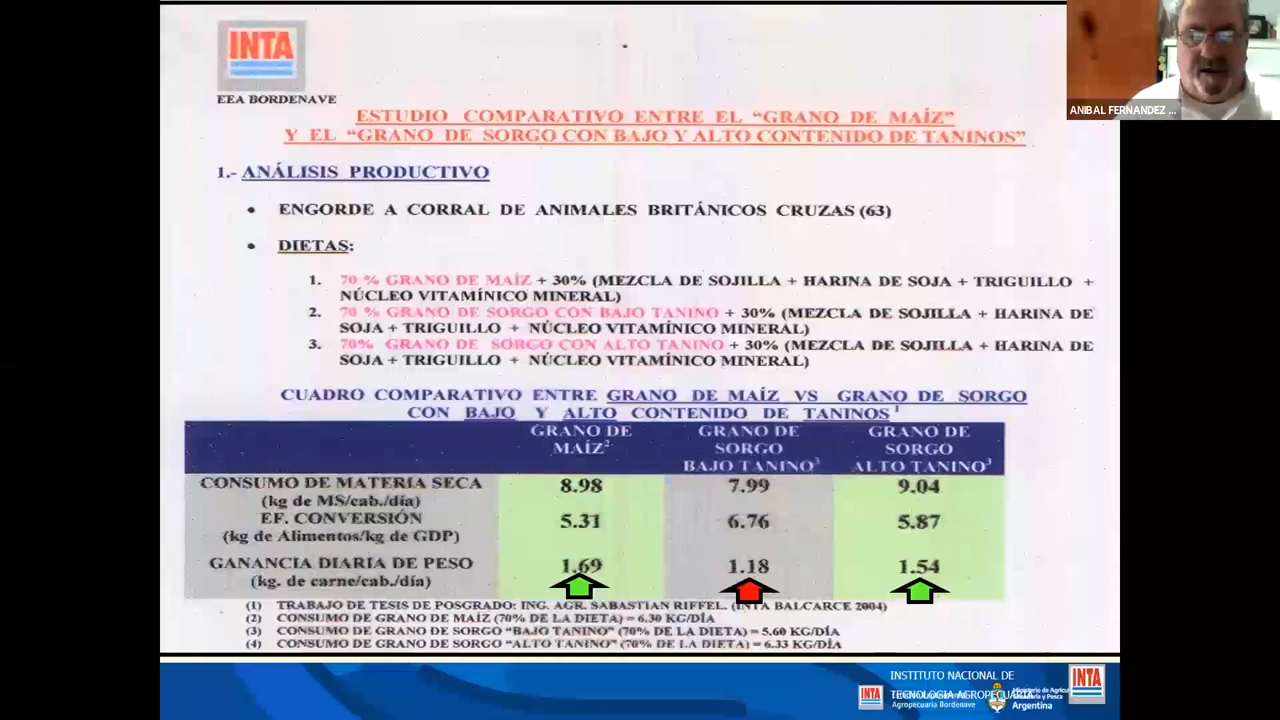 INTA
EEA BORDENAVE
ANIBAL FERNANDEZ ...
ESTUDIO COMPARATIVO ENTRE EL “GRANO DE MAÍZ”
Y EL “GRANO DE SORGO CON BAJO Y ALTO CONTENIDO DE TANINOS”
1.- ANÁLISIS PRODUCTIVO
• ENGORDE A CORRAL DE ANIMALES BRITÁNICOS CRUZAS (63)
• DIETAS:
1. 70 % GRANO DE MAÍZ + 30% (MEZCLA DE SOJILLA + HARINA DE SOJA + TRIGUILLO +
NÚCLEO VITAMÍNICO MINERAL)
2. 70 % GRANO DE SORGO CON BAJO TANINO + 30% (MEZCLA DE SOJILLA + HARINA DE
SOJA + TRIGUILLO + NÚCLEO VITAMÍNICO MINERAL)
3. 70% GRANO DE SORGO CON ALTO TANINO + 30% (MEZCLA DE SOJILLA + HARINA DE
SOJA + TRIGUILLO + NÚCLEO VITAMÍNICO MINERAL)
CUADRO COMPARATIVO ENTRE GRANO DE MAÍZ VS GRANO DE SORGO
CON BAJO Y ALTO CONTENIDO DE TANINOS 1
GRANO DE MAÍZ2 GRANO DE SORGO BAJO TANINO3 GRANO DE SORGO ALTO TANINO3
CONSUMO DE MATERIA SECA 8.98 7.99 9.04
(kg de MS/cab./día)
EF. CONVERSIÓN 5.31 6.76 5.87
(kg de Alimentos/kg de GDP)
GANANCIA DIARIA DE PESO 1.69 1.18 1.54
(kg. de carne/cab./día)
(1) TRABAJO DE TESIS DE POSGRADO: ING. AGR. SABASTIAN RIFFEL. (INTA BALCARCE 2004)
(2) CONSUMO DE GRANO DE MAÍZ (70% DE LA DIETA) = 6.30 KG/DÍA
(3) CONSUMO DE GRANO DE SORGO “BAJO TANINO” (70% DE LA DIETA) = 5.60 KG/DÍA
(4) CONSUMO DE GRANO DE SORGO “ALTO TANINO” (70% DE LA DIETA) = 6.33 KG/DÍA
INSTITUTO NACIONAL DE
TECNOLOGIA AGROPECUARIA
INTA
Agropecuaria Bordenave
Argentina
INTA